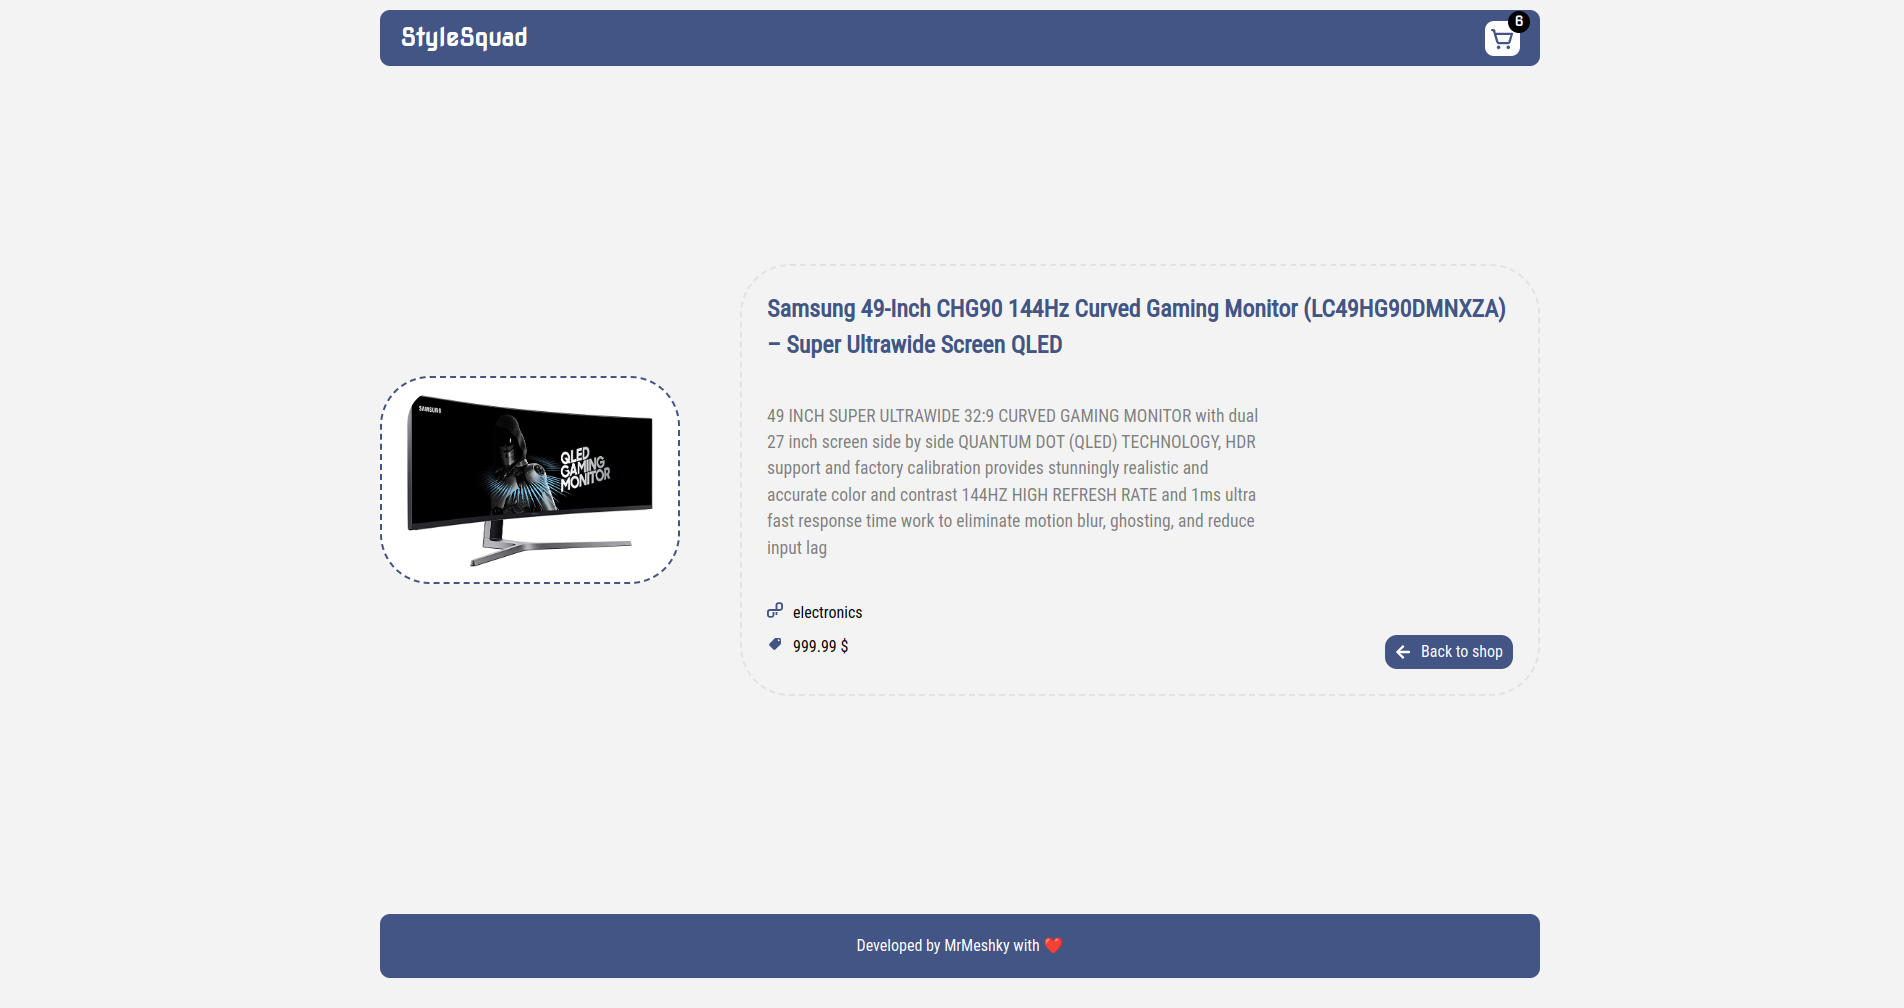 StyleSquad
6
Samsung 49-Inch CHG90 144Hz Curved Gaming Monitor (LC49HG90DMNXZA)
– Super Ultrawide Screen QLED
SAMSUNG
QLED
GAMING
MONITOR
49 INCH SUPER ULTRAWIDE 32:9 CURVED GAMING MONITOR with dual
27 inch screen side by side QUANTUM DOT (QLED) TECHNOLOGY, HDR
support and factory calibration provides stunningly realistic and
accurate color and contrast 144HZ HIGH REFRESH RATE and 1ms ultra
fast response time work to eliminate motion blur, ghosting, and reduce
input lag
electronics
999.99 $
Back to shop
Developed by MrMeshky with ❤️